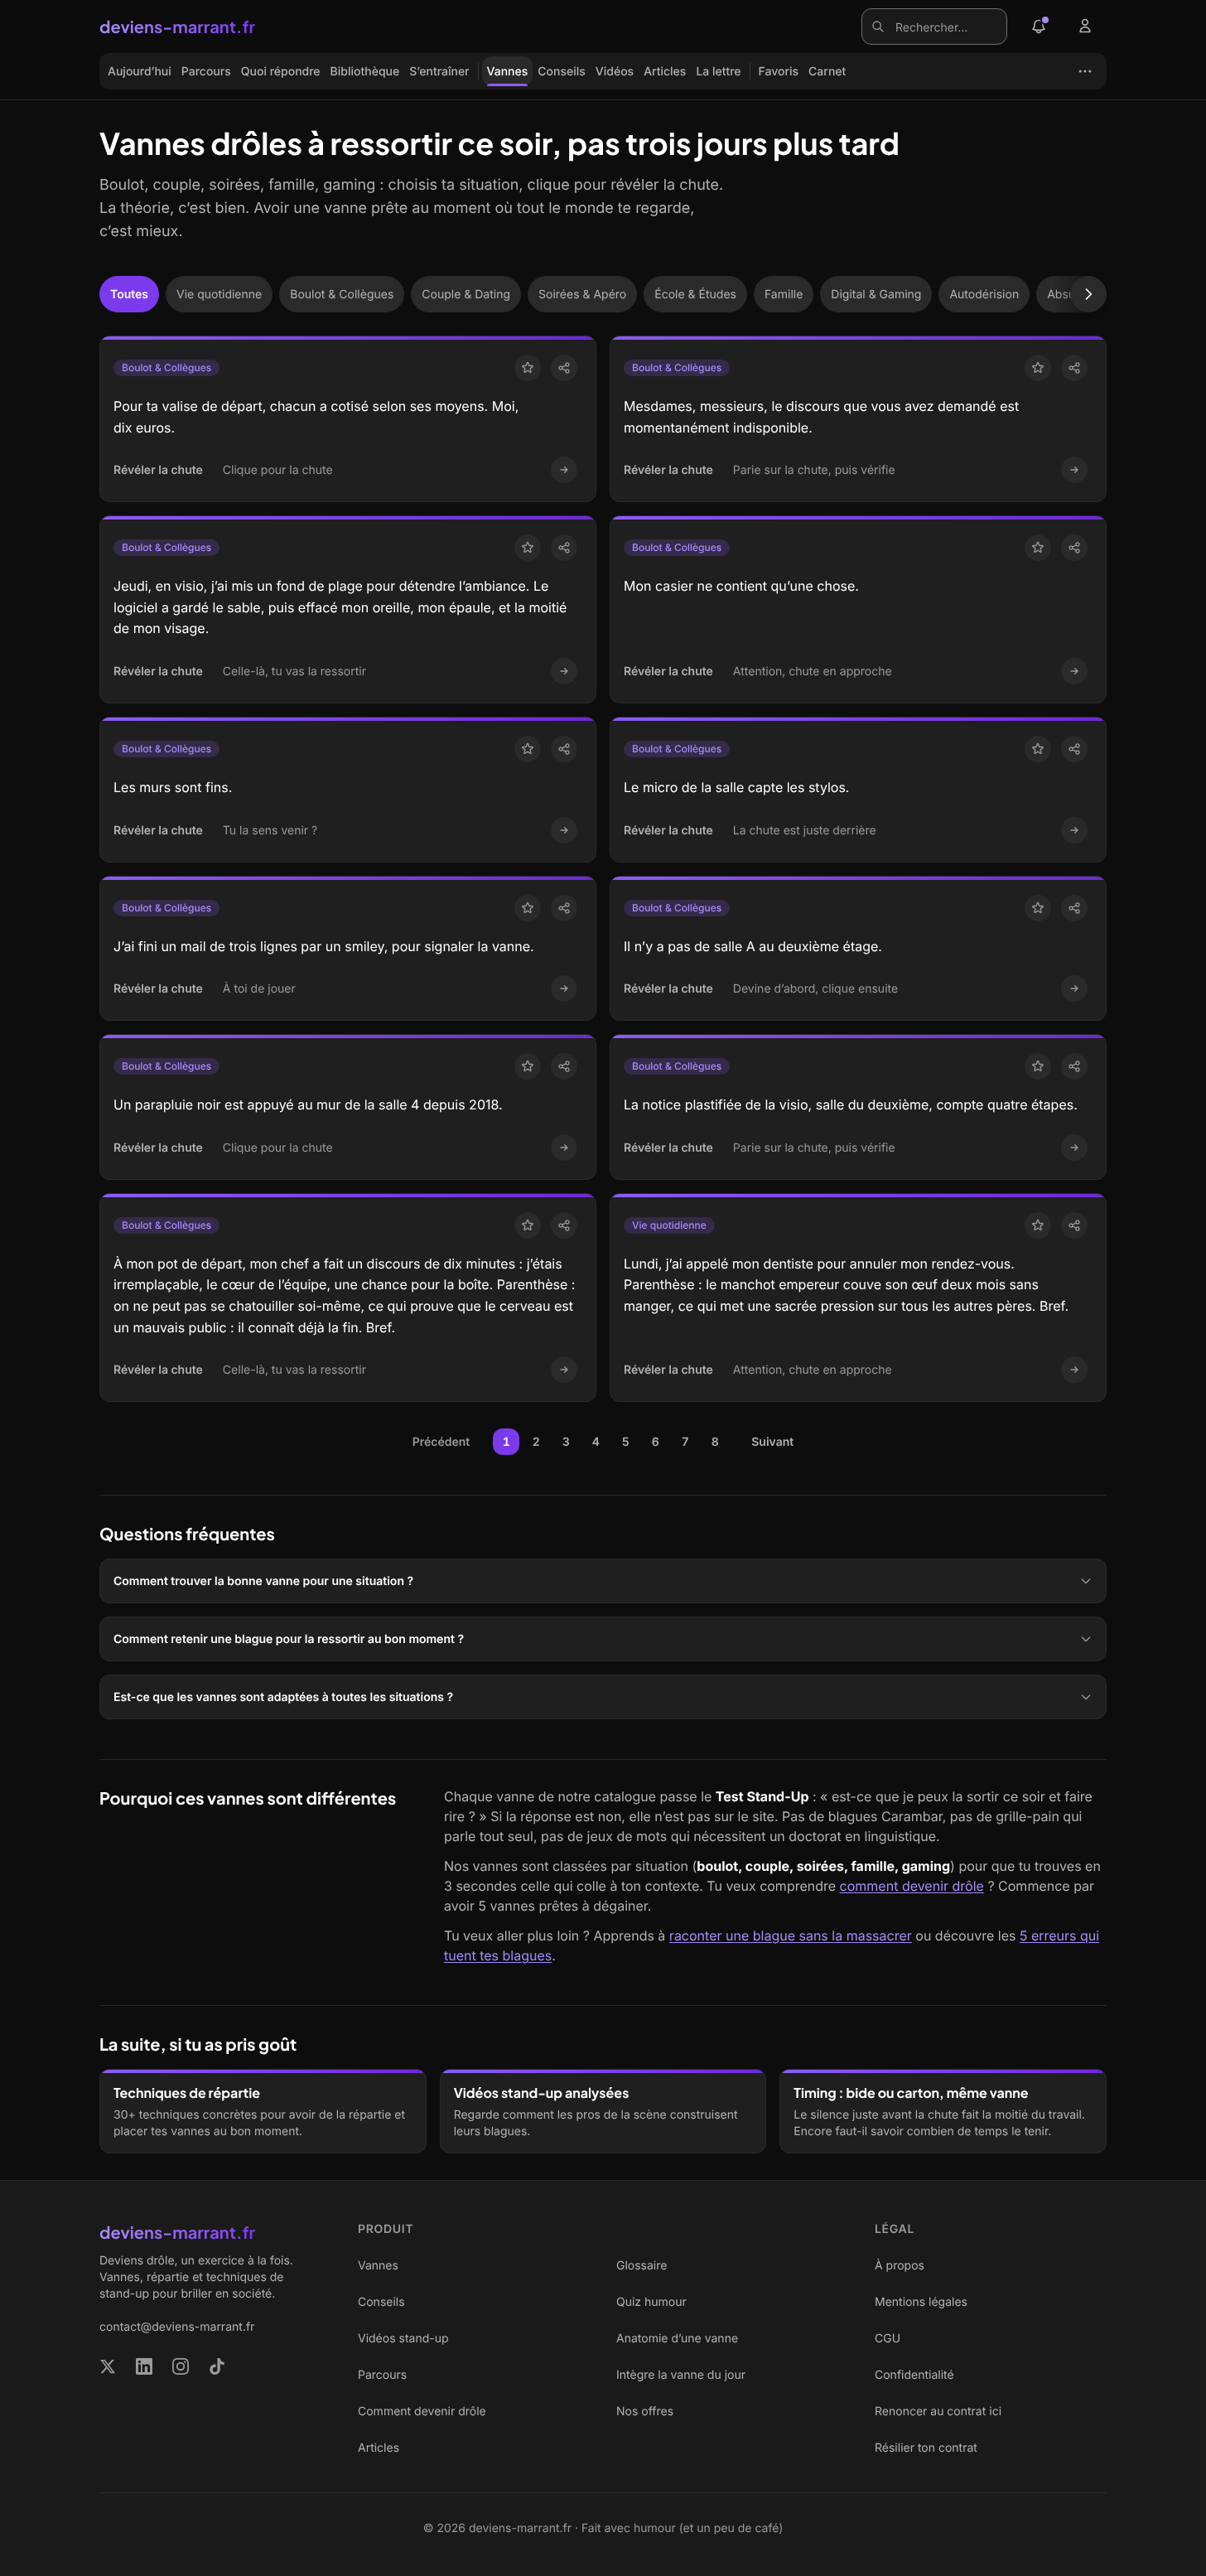 deviens-marrant.fr
Rechercher...
Aujourd’hui Parcours Quoi répondre Bibliothèque S’entraîner Vannes Conseils Vidéos Articles La lettre Favoris Carnet
Vannes drôles à ressortir ce soir, pas trois jours plus tard
Boulot, couple, soirées, famille, gaming : choisis ta situation, clique pour révéler la chute.
La théorie, c’est bien. Avoir une vanne prête au moment où tout le monde te regarde,
c’est mieux.
Toutes Vie quotidienne Boulot & Collègues Couple & Dating Soirées & Apéro École & Études Famille Digital & Gaming Autodérision
Boulot & Collègues
Pour ta valise de départ, chacun a cotisé selon ses moyens. Moi,
dix euros.
Révéler la chute Clique pour la chute
Boulot & Collègues
Mesdames, messieurs, le discours que vous avez demandé est
momentanément indisponible.
Révéler la chute Parie sur la chute, puis vérifie
Boulot & Collègues
Jeudi, en visio, j’ai mis un fond de plage pour détendre l’ambiance. Le
logiciel a gardé le sable, puis effacé mon oreille, mon épaule, et la moitié
de mon visage.
Révéler la chute Celle-là, tu vas la ressortir
Boulot & Collègues
Mon casier ne contient qu’une chose.
Révéler la chute Attention, chute en approche
Boulot & Collègues
Les murs sont fins.
Révéler la chute Tu la sens venir ?
Boulot & Collègues
Le micro de la salle capte les stylos.
Révéler la chute La chute est juste derrière
Boulot & Collègues
J’ai fini un mail de trois lignes par un smiley, pour signaler la vanne.
Révéler la chute À toi de jouer
Boulot & Collègues
Il n’y a pas de salle A au deuxième étage.
Révéler la chute Devine d’abord, clique ensuite
Boulot & Collègues
Un parapluie noir est appuyé au mur de la salle 4 depuis 2018.
Révéler la chute Clique pour la chute
Boulot & Collègues
La notice plastifiée de la visio, salle du deuxième, compte quatre étapes.
Révéler la chute Parie sur la chute, puis vérifie
Boulot & Collègues
À mon pot de départ, mon chef a fait un discours de dix minutes : j’étais
irremplaçable, le cœur de l’équipe, une chance pour la boîte. Parenthèse :
on ne peut pas se chatouiller soi-même, ce qui prouve que le cerveau est
un mauvais public : il connaît déjà la fin. Bref.
Révéler la chute Celle-là, tu vas la ressortir
Vie quotidienne
Lundi, j’ai appelé mon dentiste pour annuler mon rendez-vous.
Parenthèse : le manchot empereur couve son œuf deux mois sans
manger, ce qui met une sacrée pression sur tous les autres pères. Bref.
Révéler la chute Attention, chute en approche
Précédent 1 2 3 4 5 6 7 8 Suivant
Questions fréquentes
Comment trouver la bonne vanne pour une situation ?
Comment retenir une blague pour la ressortir au bon moment ?
Est-ce que les vannes sont adaptées à toutes les situations ?
Pourquoi ces vannes sont différentes
Chaque vanne de notre catalogue passe le Test Stand-Up : « est-ce que je peux la sortir ce soir et faire
rire ? » Si la réponse est non, elle n’est pas sur le site. Pas de blagues Carambar, pas de grille-pain qui
parle tout seul, pas de jeux de mots qui nécessitent un doctorat en linguistique.
Nos vannes sont classées par situation (boulot, couple, soirées, famille, gaming) pour que tu trouves en
3 secondes celle qui colle à ton contexte. Tu veux comprendre comment devenir drôle ? Commence par
avoir 5 vannes prêtes à dégainer.
Tu veux aller plus loin ? Apprends à raconter une blague sans la massacrer ou découvre les 5 erreurs qui
tuent tes blagues.
La suite, si tu as pris goût
Techniques de répartie
30+ techniques concrètes pour avoir de la répartie et
placer tes vannes au bon moment.
Vidéos stand-up analysées
Regarde comment les pros de la scène construisent
leurs blagues.
Timing : bide ou carton, même vanne
Le silence juste avant la chute fait la moitié du travail.
Encore faut-il savoir combien de temps le tenir.
deviens-marrant.fr
Deviens drôle, un exercice à la fois.
Vannes, répartie et techniques de
stand-up pour briller en société.
contact@deviens-marrant.fr
PRODUIT
Vannes
Conseils
Vidéos stand-up
Parcours
Comment devenir drôle
Articles
Glossaire
Quiz humour
Anatomie d’une vanne
Intègre la vanne du jour
Nos offres
LÉGAL
À propos
Mentions légales
CGU
Confidentialité
Renoncer au contrat ici
Résilier ton contrat
© 2026 deviens-marrant.fr · Fait avec humour (et un peu de café)